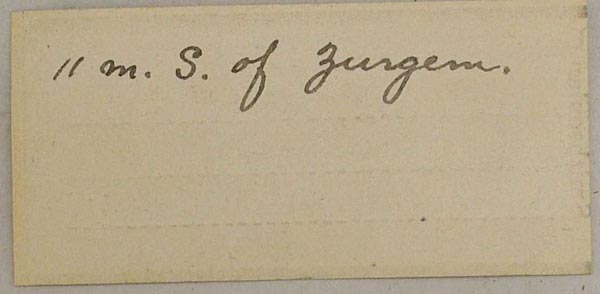 11 m. S. of Zurgem.